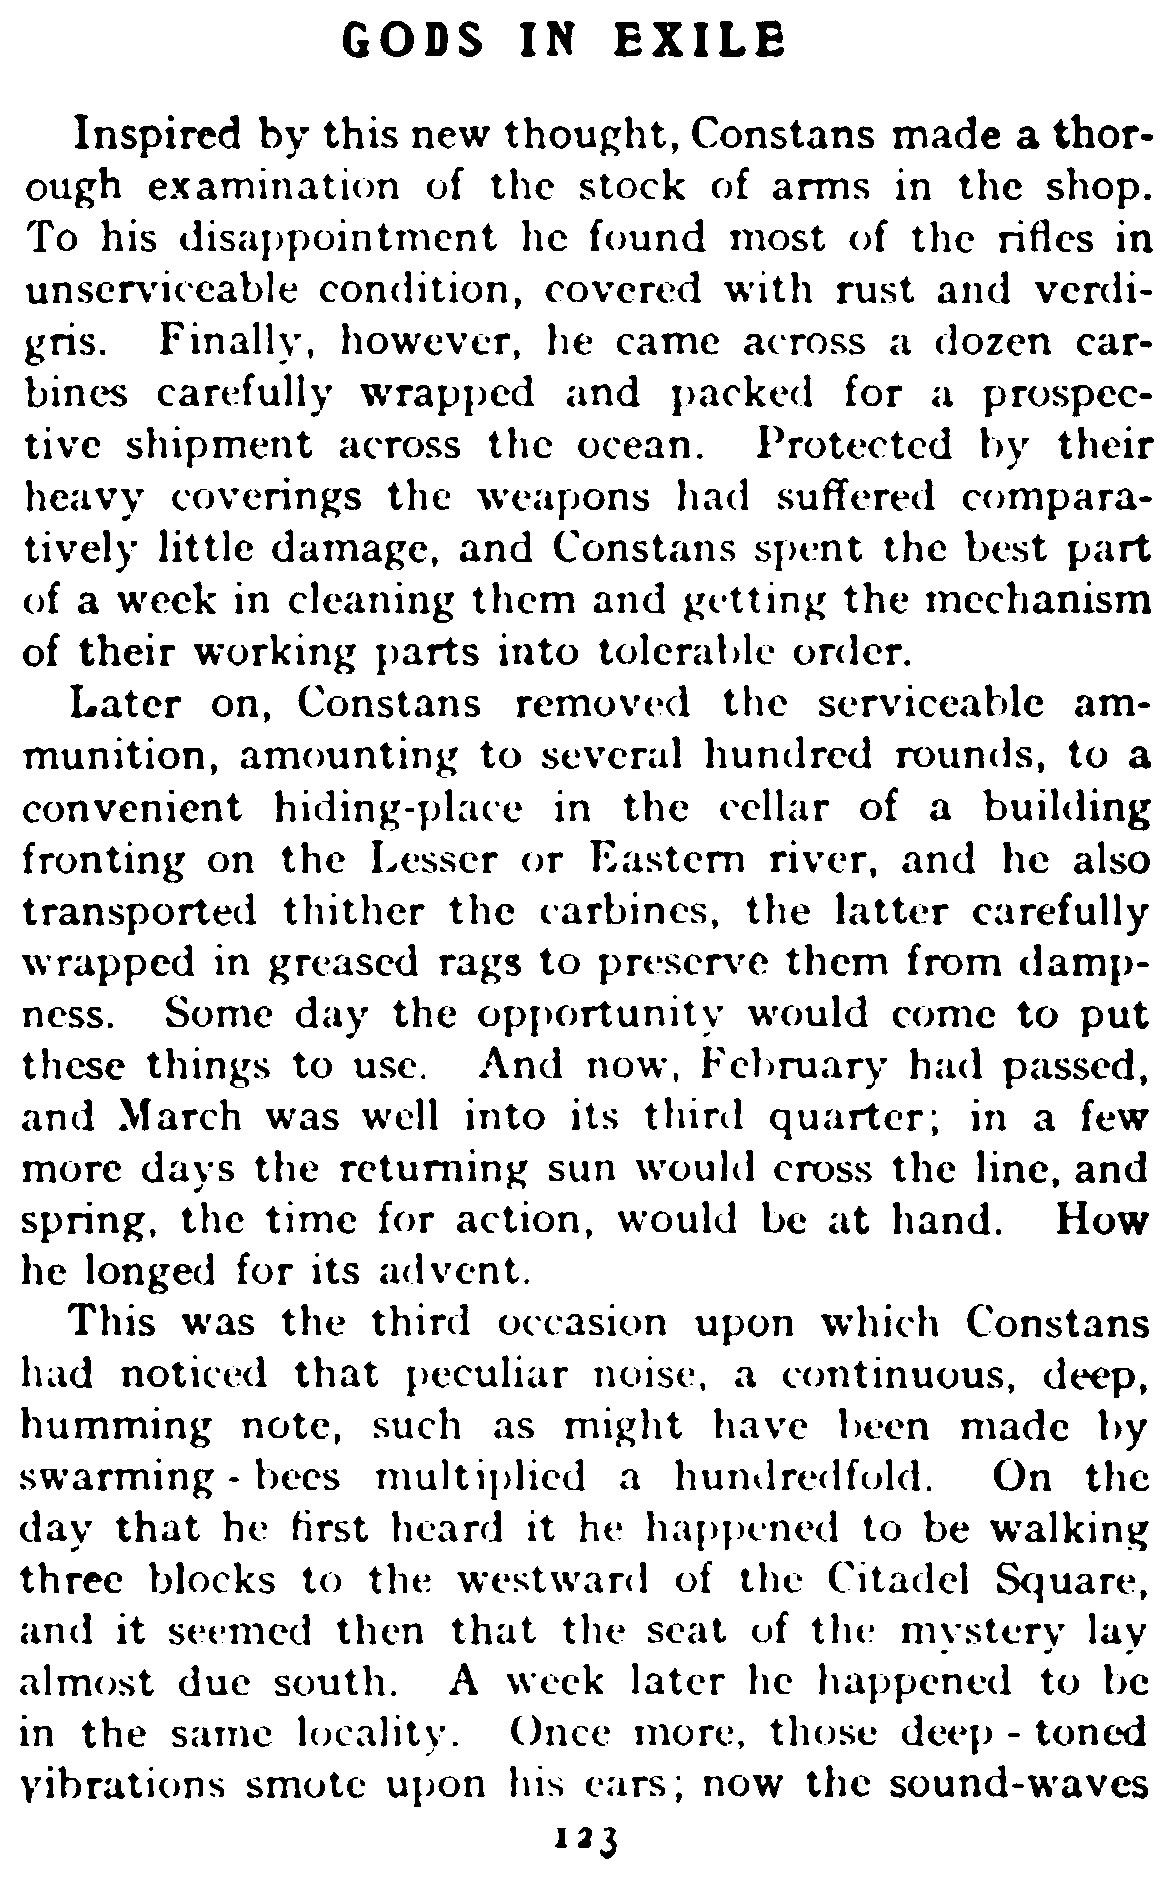 GODS IN EXILE
Inspired by this new thought, Constans made a thor-
ough examination of the stock of arms in the shop.
To his disappointment he found most of the rifles in
unserviceable condition, covered with rust and verdi-
gris. Finally, however, he came across a dozen car-
bines carefully wrapped and packed for a prospec-
tive shipment across the ocean. Protected by their
heavy coverings the weapons had suffered compara-
tively little damage, and Constans spent the best part
of a week in cleaning them and getting the mechanism
of their working parts into tolerable order.
Later on, Constans removed the serviceable am-
munition, amounting to several hundred rounds, to a
convenient hiding-place in the cellar of a building
fronting on the Lesser or Eastern river, and he also
transported thither the carbines, the latter carefully
wrapped in greased rags to preserve them from damp-
ness. Some day the opportunity would come to put
these things to use. And now, February had passed,
and March was well into its third quarter; in a few
more days the returning sun would cross the line, and
spring, the time for action, would be at hand. How
he longed for its advent.
This was the third occasion upon which Constans
had noticed that peculiar noise, a continuous, deep,
humming note, such as might have been made by
swarming-bees multiplied a hundredfold. On the
day that he first heard it he happened to be walking
three blocks to the westward of the Citadel Square,
and it seemed then that the seat of the mystery lay
almost due south. A week later he happened to be
in the same locality. Once more, those deep-toned
vibrations smote upon his ears; now the sound-waves
123